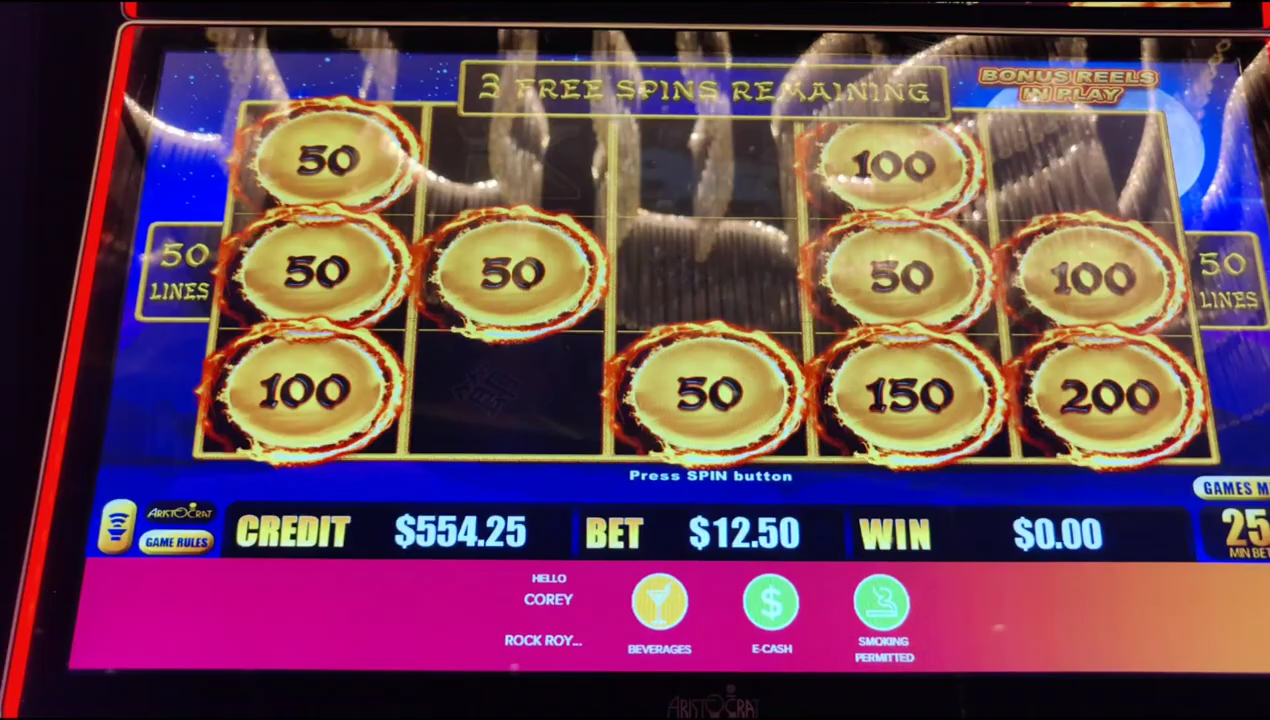 3 FREE SPINS REMAINING
BONUS REELS
IN PLAY
50
100
50
LINES
50
50
50
100
50
LINES
100
50
150
200
Press SPIN button
GAMES M
ARISTOCRAT
GAME RULES
CREDIT $554.25
BET $12.50
WIN $0.00
25
MIN BET
HELLO
COREY
ROCK ROY...
BEVERAGES
$
E-CASH
SMOKING
PERMITTED
ARISTOCRAT